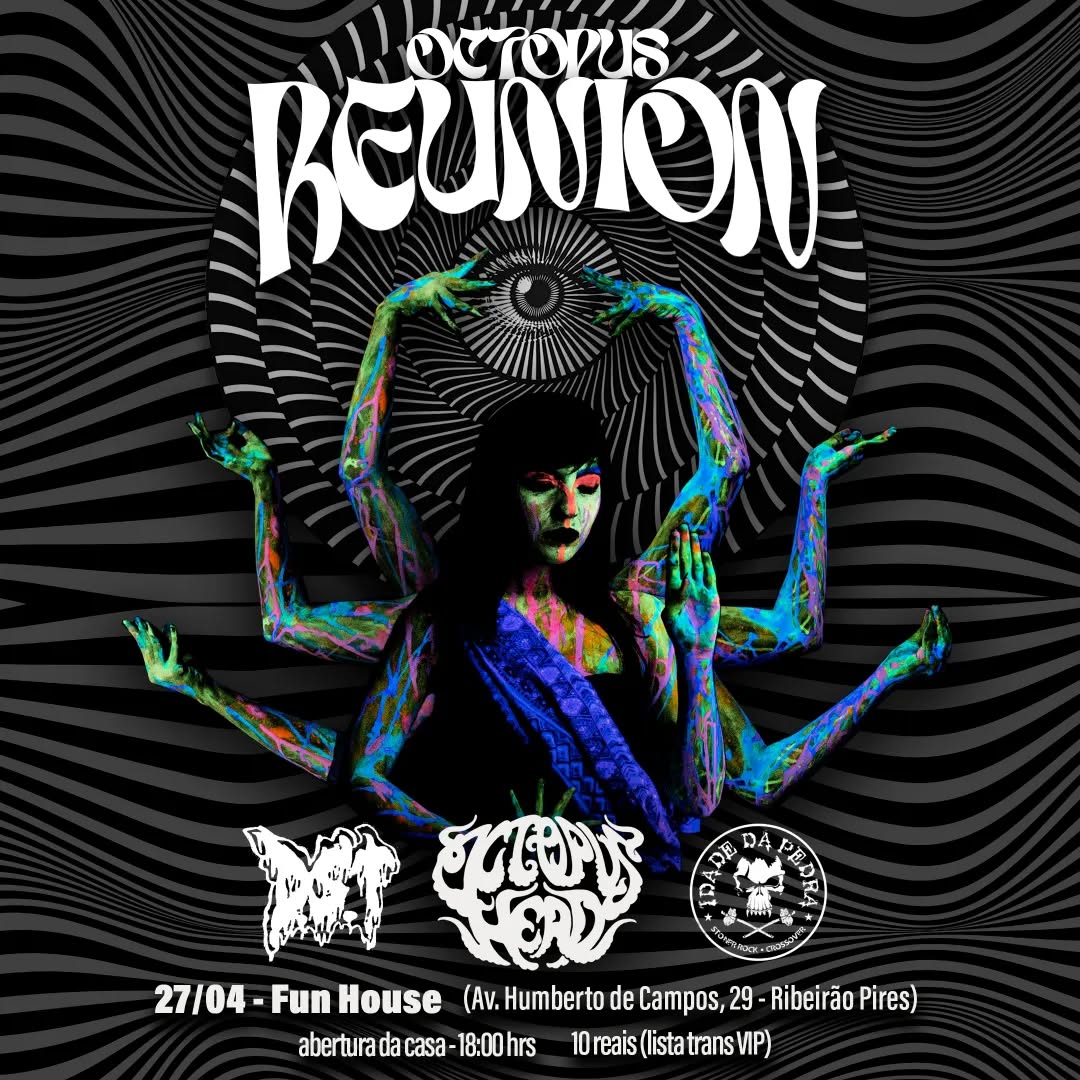 OCTOPUS
REUNION
OCTOPUS
HEAD
IDADE DA PEDRA
STONER ROCK • CROSSOVER
27/04 - Fun House (Av. Humberto de Campos, 29 - Ribeirão Pires)
abertura da casa - 18:00 hrs 10 reais (lista trans VIP)